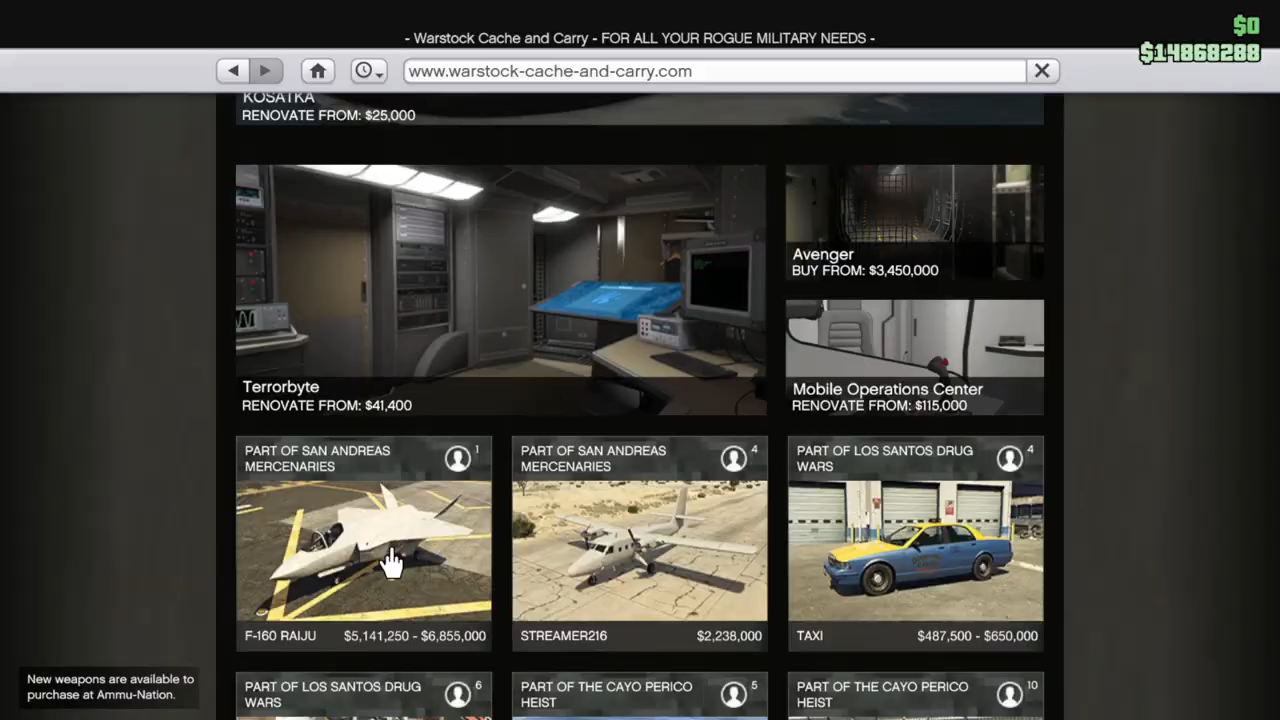 - Warstock Cache and Carry - FOR ALL YOUR ROGUE MILITARY NEEDS -
$0
$14868288
www.warstock-cache-and-carry.com
KOSATKA
RENOVATE FROM: $25,000
Terrorbyte
RENOVATE FROM: $41,400
Avenger
BUY FROM: $3,450,000
Mobile Operations Center
RENOVATE FROM: $115,000
PART OF SAN ANDREAS
MERCENARIES
1
F-160 RAIJU $5,141,250 - $6,855,000
PART OF SAN ANDREAS
MERCENARIES
4
STREAMER216 $2,238,000
PART OF LOS SANTOS DRUG
WARS
4
TAXI $487,500 - $650,000
PART OF LOS SANTOS DRUG
WARS
6
PART OF THE CAYO PERICO
HEIST
5
PART OF THE CAYO PERICO
HEIST
10
New weapons are available to
purchase at Ammu-Nation.